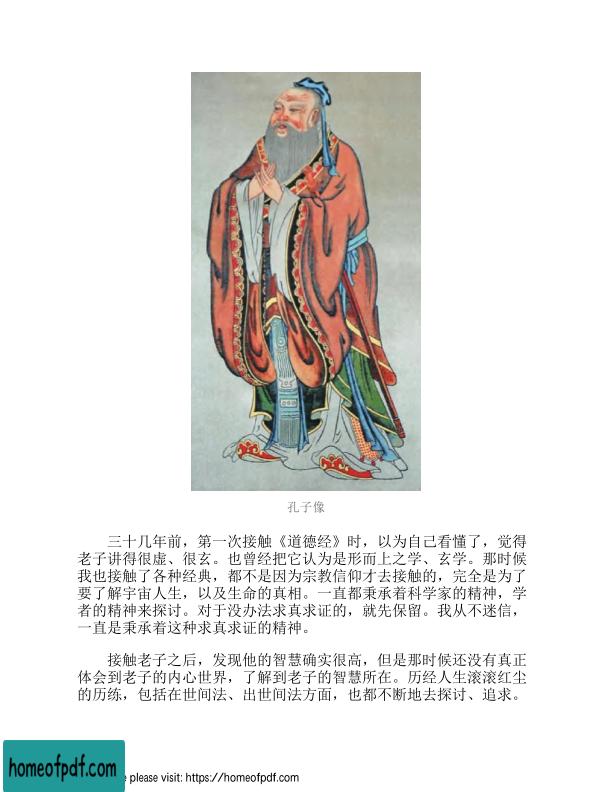 孔子像
三十几年前，第一次接触《道德经》时，以为自己看懂了，觉得
老子讲得很虚、很玄。也曾经把它认为是形而上之学、玄学。那时候
我也接触了各种经典，都不是因为宗教信仰才去接触的，完全是为了
要了解宇宙人生，以及生命的真相。一直都秉承着科学家的精神，学
者的精神来探讨。对于没办法求真求证的，就先保留。我从不迷信，
一直是秉承着这种求真求证的精神。
接触老子之后，发现他的智慧确实很高，但是那时候还没有真正
体会到老子的内心世界，了解到老子的智慧所在。历经人生滚滚红尘
的历练，包括在世间法、出世间法方面，也都不断地去探讨、追求。
homeofpdf.com
please visit: https://homeofpdf.com